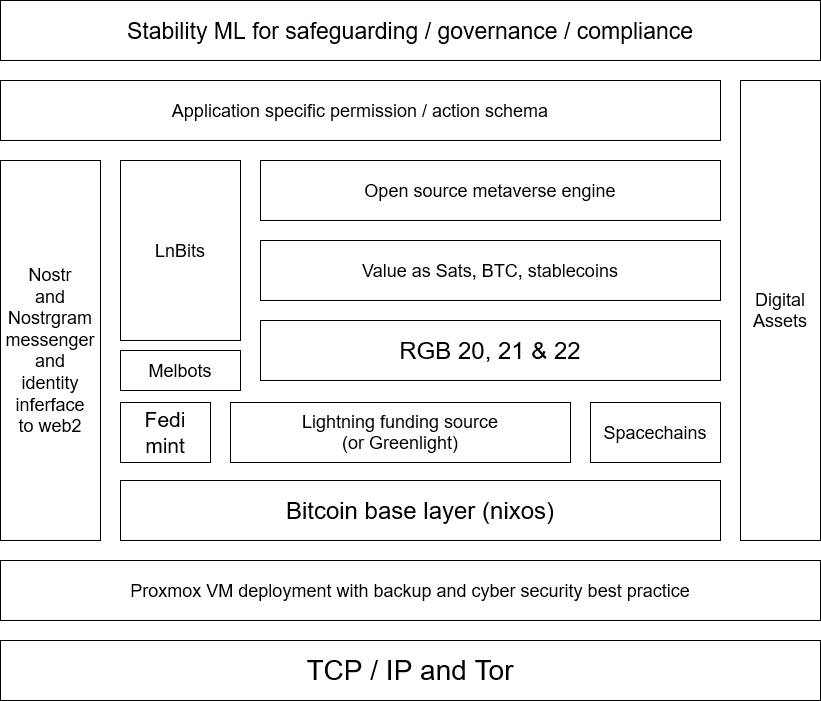 Stability ML for safeguarding / governance / compliance
Application specific permission / action schema
Nostr
and
Nostrgram
messenger
and
identity
inferface
to web2
LnBits
Melbots
Open source metaverse engine
Value as Sats, BTC, stablecoins
RGB 20, 21 & 22
Fedi
mint
Lightning funding source
(or Greenlight)
Spacechains
Bitcoin base layer (nixos)
Digital
Assets
Proxmox VM deployment with backup and cyber security best practice
TCP / IP and Tor